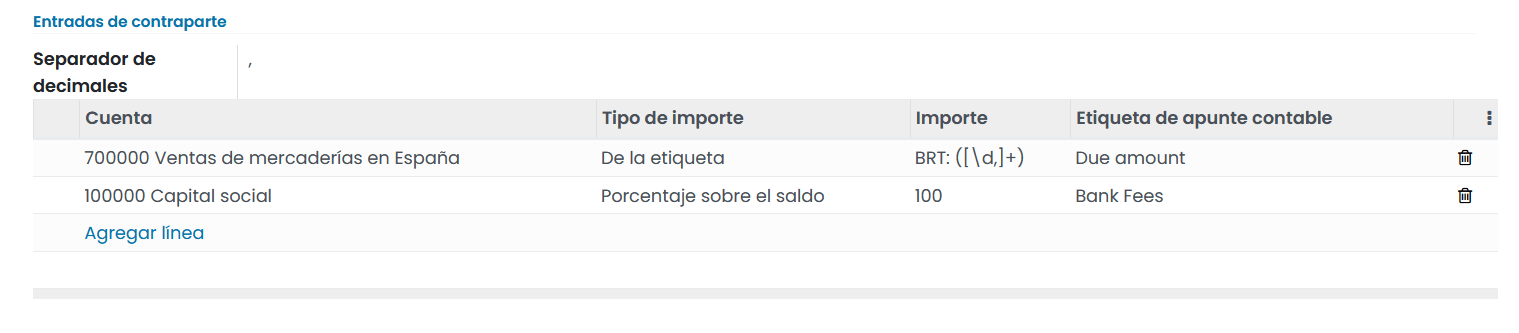 Entradas de contraparte
Separador de decimales ,
Cuenta Tipo de importe Importe Etiqueta de apunte contable
700000 Ventas de mercaderías en España De la etiqueta BRT: ([\d,]+) Due amount
100000 Capital social Porcentaje sobre el saldo 100 Bank Fees
Agregar línea